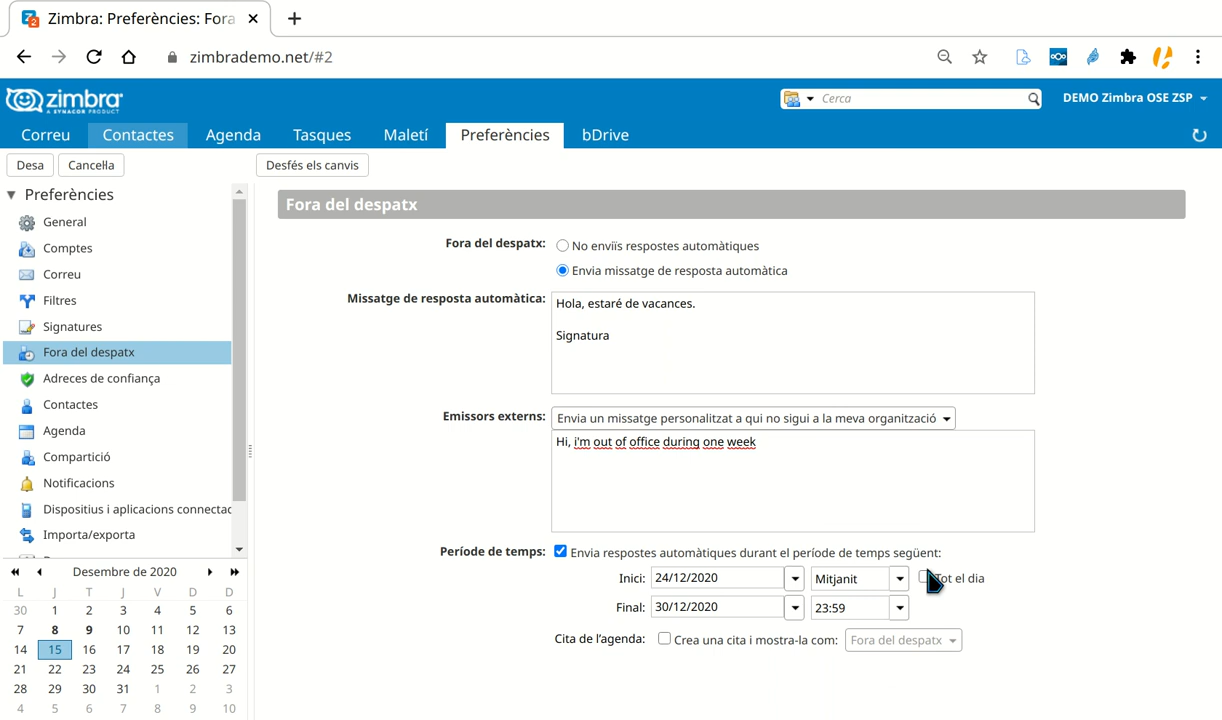 Zimbra: Preferències: Fora
zimbrademo.net/#2
zimbra
A SYNACOR PRODUCT
Cerca
DEMO Zimbra OSE ZSP
Correu Contactes Agenda Tasques Maletí Preferències bDrive
Desa Canceŀla Desfés els canvis
Preferències
General
Comptes
Correu
Filtres
Signatures
Fora del despatx
Adreces de confiança
Contactes
Agenda
Compartició
Notificacions
Dispositius i aplicacions connectad
Importa/exporta
Fora del despatx
Fora del despatx: No enviïs respostes automàtiques
Envia missatge de resposta automàtica
Missatge de resposta automàtica: Hola, estaré de vacances.
Signatura
Emissors externs: Envia un missatge personalitzat a qui no sigui a la meva organització
Hi, i'm out of office during one week
Període de temps: Envia respostes automàtiques durant el període de temps següent:
Inici: 24/12/2020 Mitjanit Tot el dia
Final: 30/12/2020 23:59
Cita de l’agenda: Crea una cita i mostra-la com: Fora del despatx
Desembre de 2020
L J T J V D D
30 1 2 3 4 5 6
7 8 9 10 11 12 13
14 15 16 17 18 19 20
21 22 23 24 25 26 27
28 29 30 31 1 2 3
4 5 6 7 8 9 10